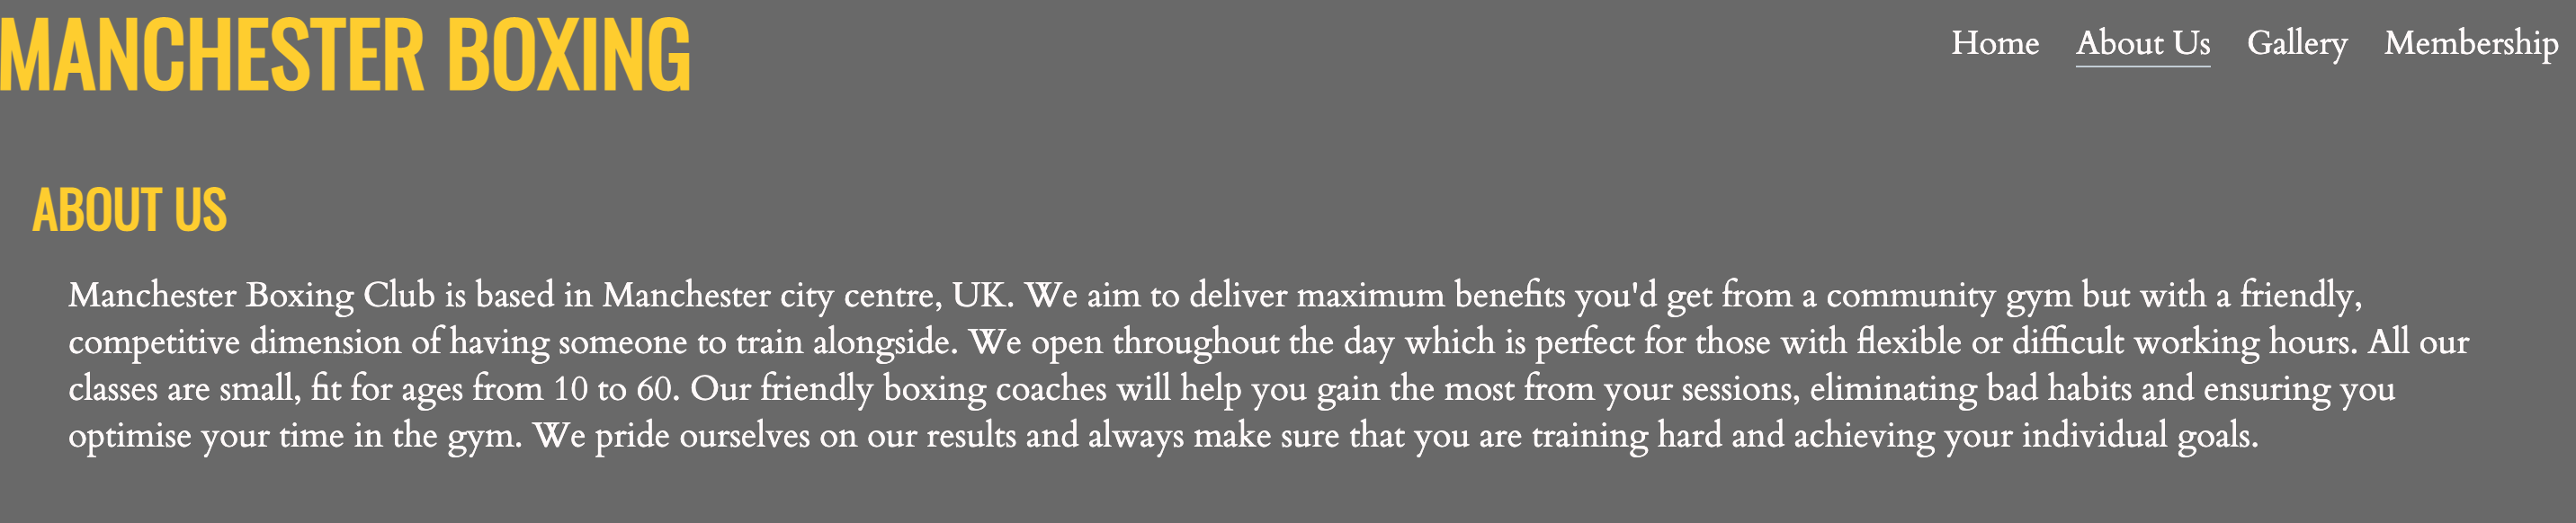 MANCHESTER BOXING
Home About Us Gallery Membership
ABOUT US
Manchester Boxing Club is based in Manchester city centre, UK. We aim to deliver maximum benefits you'd get from a community gym but with a friendly,
competitive dimension of having someone to train alongside. We open throughout the day which is perfect for those with flexible or difficult working hours. All our
classes are small, fit for ages from 10 to 60. Our friendly boxing coaches will help you gain the most from your sessions, eliminating bad habits and ensuring you
optimise your time in the gym. We pride ourselves on our results and always make sure that you are training hard and achieving your individual goals.